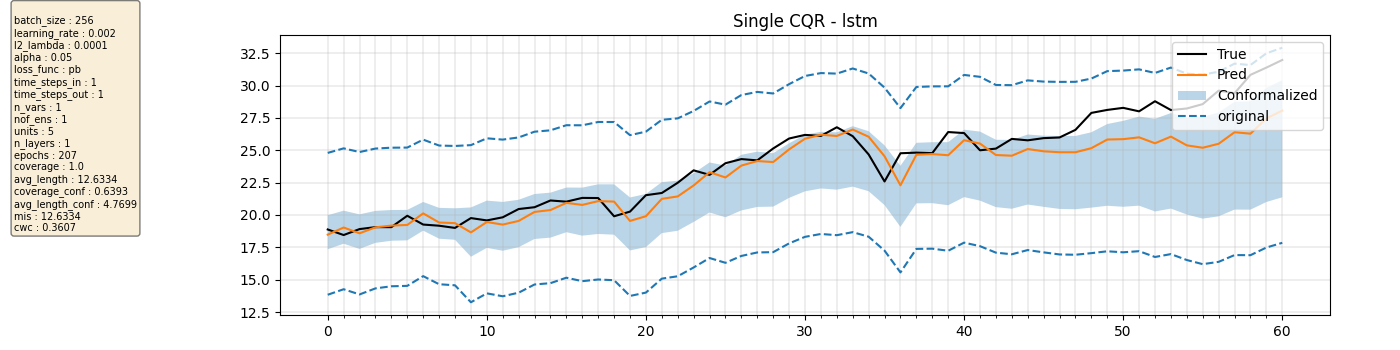 batch_size : 256
learning_rate : 0.002
l2_lambda : 0.0001
alpha : 0.05
loss_func : pb
time_steps_in : 1
time_steps_out : 1
n_vars : 1
nof_ens : 1
units : 5
n_layers : 1
epochs : 207
coverage : 1.0
avg_length : 12.6334
coverage_conf : 0.6393
avg_length_conf : 4.7699
mis : 12.6334
cwc : 0.3607
Single CQR - lstm
32.5
30.0
27.5
25.0
22.5
20.0
17.5
15.0
12.5
0 10 20 30 40 50 60
True
Pred
Conformalized
original